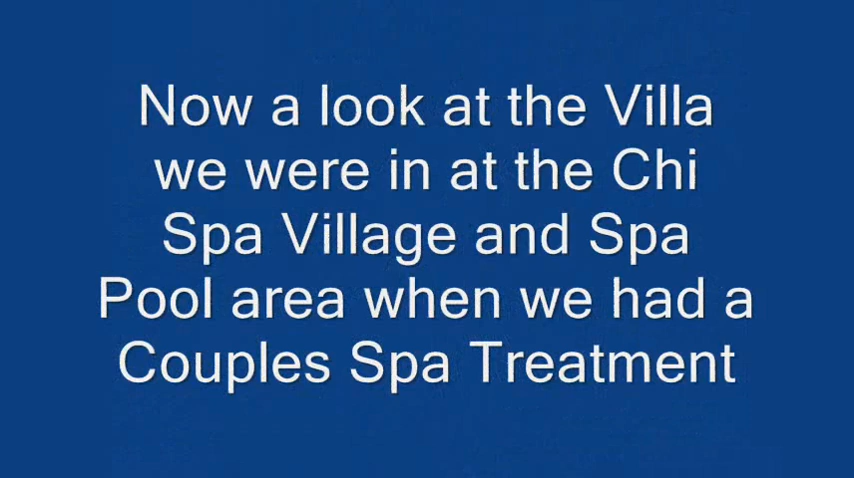 Now a look at the Villa
we were in at the Chi
Spa Village and Spa
Pool area when we had a
Couples Spa Treatment